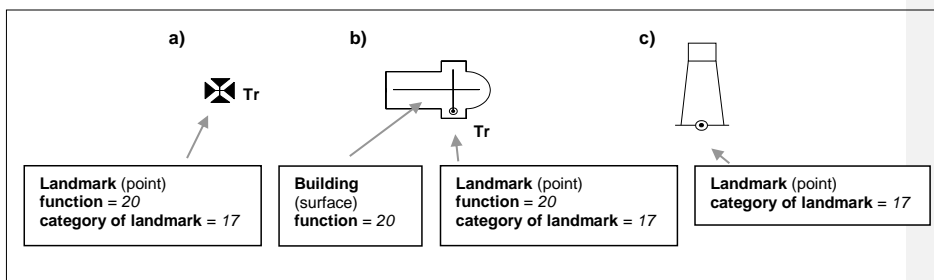 a)
b)
c)
Tr
Tr
Landmark (point)
function = 20
category of landmark = 17
Building
(surface)
function = 20
Landmark (point)
function = 20
category of landmark = 17
Landmark (point)
category of landmark = 17